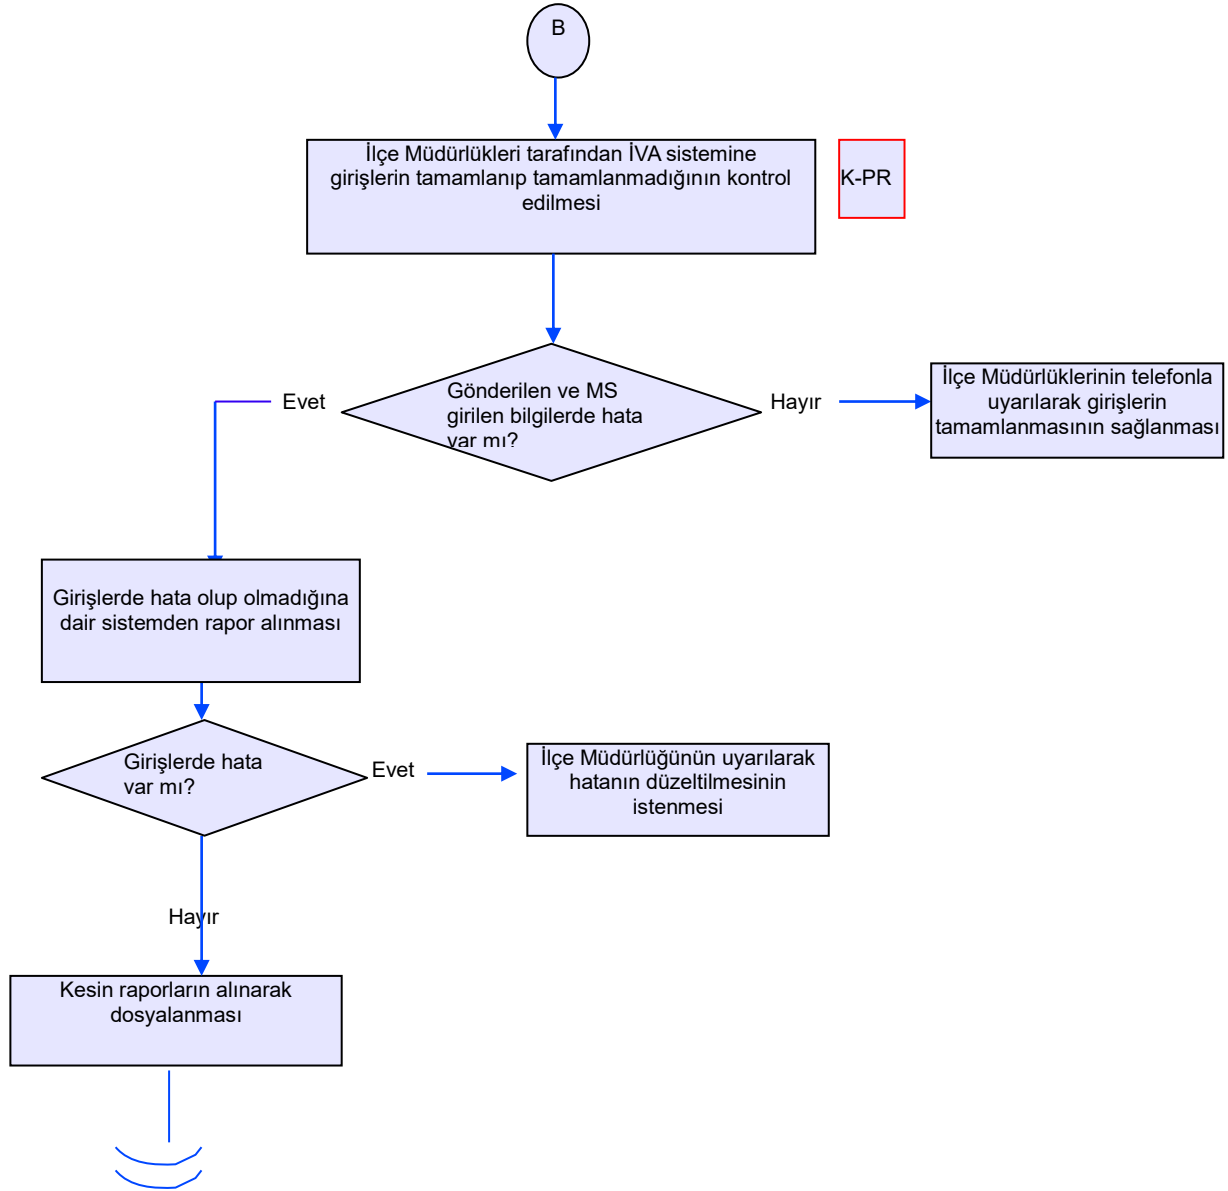 B
İlçe Müdürlükleri tarafından İVA sistemine
girişlerin tamamlanıp tamamlanmadığının kontrol
edilmesi
K-PR
Gönderilen ve MS
girilen bilgilerde hata
var mı?
Evet
Hayır
İlçe Müdürlüklerinin telefonla
uyarılarak girişlerin
tamamlanmasının sağlanması
Girişlerde hata olup olmadığına
dair sistemden rapor alınması
Girişlerde hata
var mı?
Evet
İlçe Müdürlüğünün uyarılarak
hatanın düzeltilmesinin
istenmesi
Hayır
Kesin raporların alınarak
dosyalanması